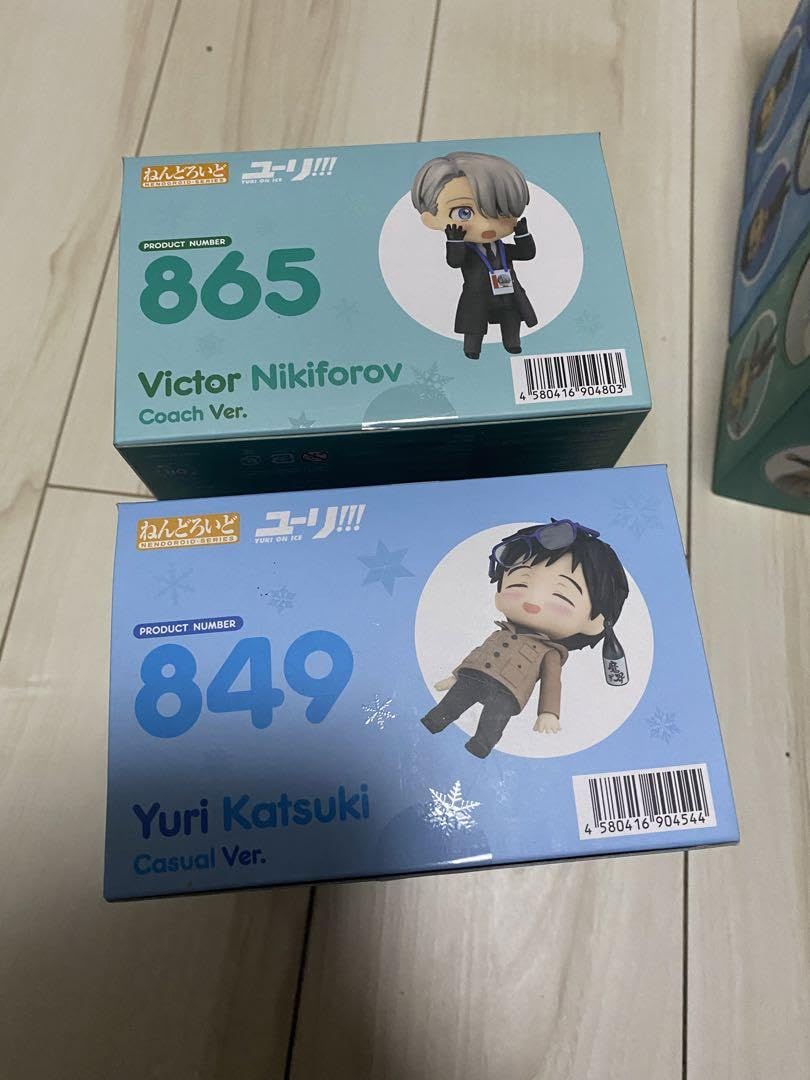 ねんどろいど
NENDOROID-SERIES
ユーリ!!!
YURI ON ICE
PRODUCT NUMBER
865
Victor Nikiforov
Coach Ver.
4 580416 904803
ねんどろいど
NENDOROID-SERIES
ユーリ!!!
YURI ON ICE
PRODUCT NUMBER
849
Yuri Katsuki
Casual Ver.
4 580416 904544